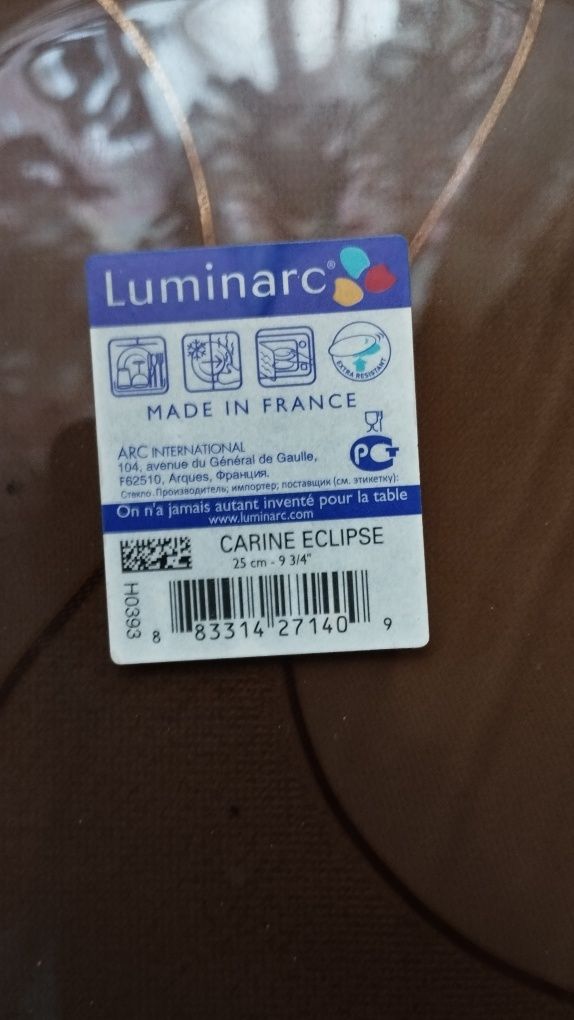 Luminarc®
EXTRA RESISTANT
MADE IN FRANCE
ARC INTERNATIONAL
104, avenue du Général de Gaulle,
F62510, Arques, Франция.
Стекло. Производитель; импортер; поставщик (см. этикетку):
РСТ
On n'a jamais autant inventé pour la table
www.luminarc.com
CARINE ECLIPSE
25 cm - 9 3/4"
H0393
8 83314 27140 9